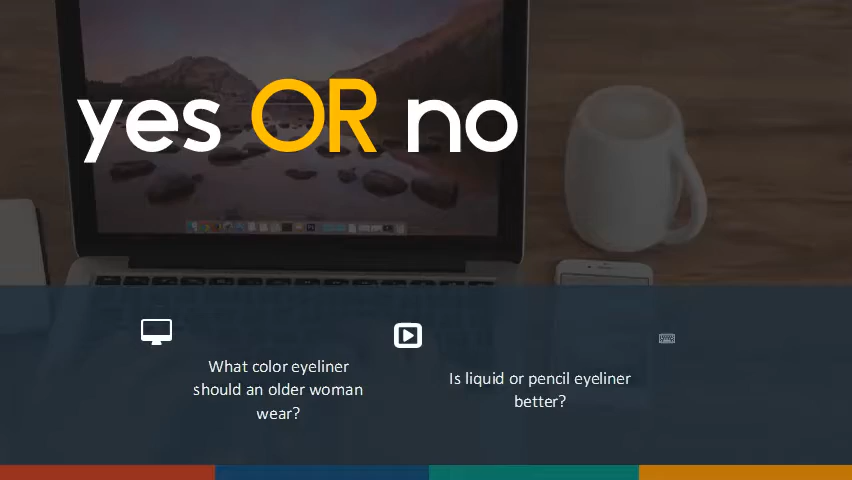 yes OR no
What color eyeliner
should an older woman
wear?
Is liquid or pencil eyeliner
better?